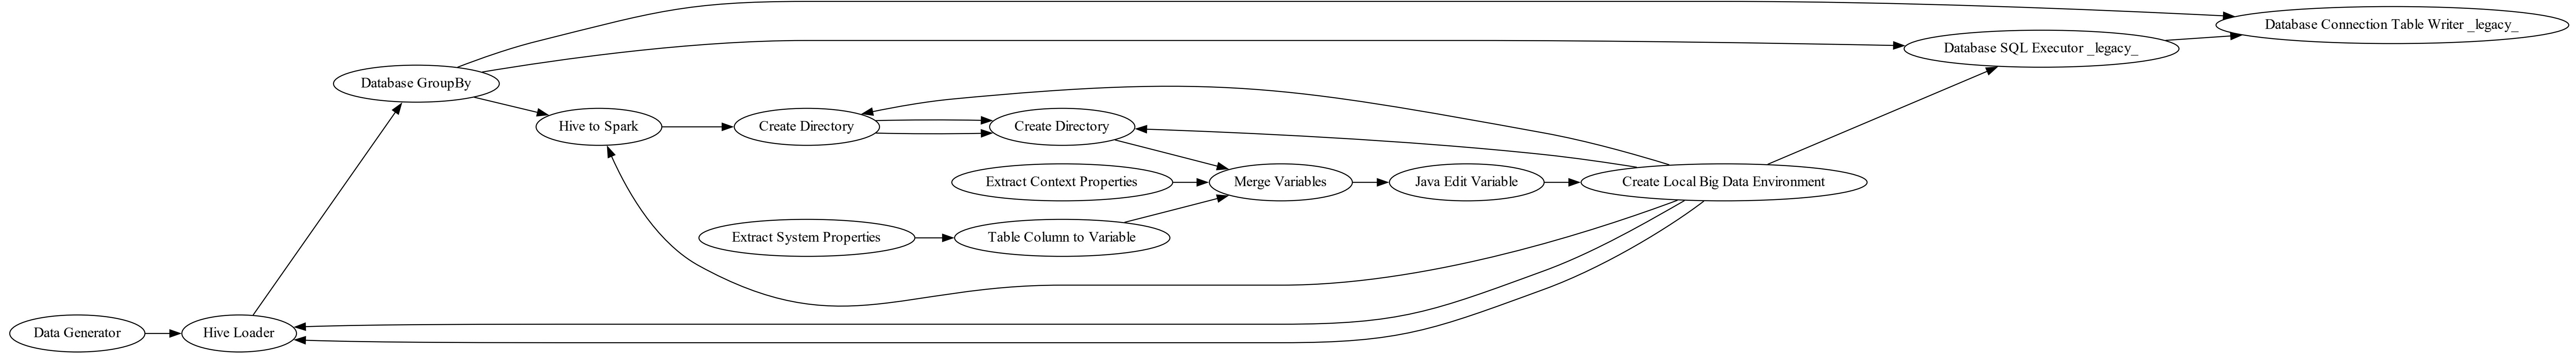 Database Connection Table Writer _legacy_
Database SQL Executor _legacy_
Database GroupBy
Hive to Spark
Create Directory
Create Directory
Extract Context Properties
Merge Variables
Java Edit Variable
Create Local Big Data Environment
Extract System Properties
Table Column to Variable
Data Generator
Hive Loader